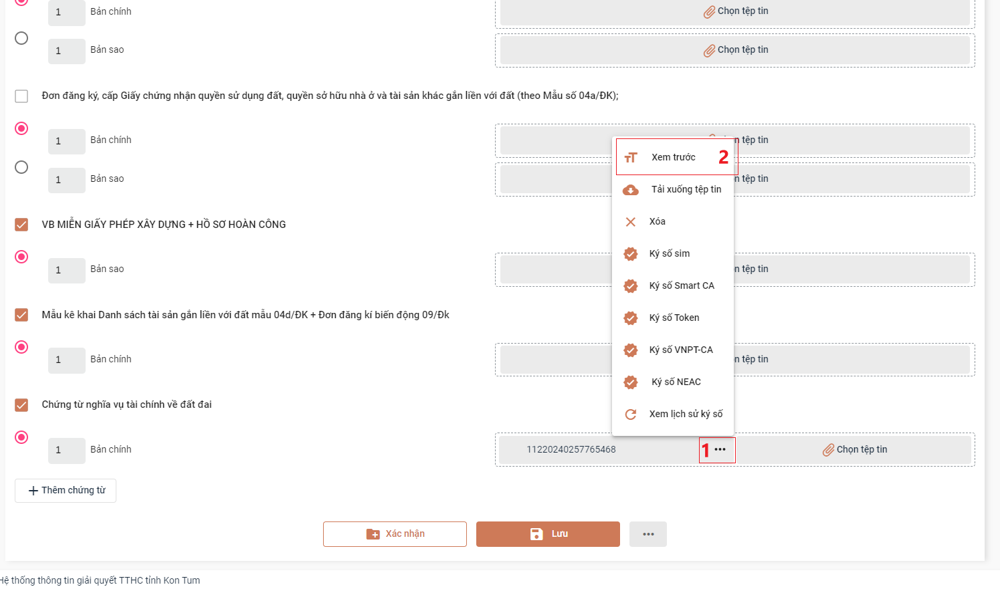 1 Bản chính Chọn tệp tin
1 Bản sao Chọn tệp tin
Đơn đăng ký, cấp Giấy chứng nhận quyền sử dụng đất, quyền sở hữu nhà ở và tài sản khác gắn liền với đất (theo Mẫu số 04a/ĐK);
1 Bản chính n tệp tin
1 Bản sao n tệp tin
VB MIỄN GIẤY PHÉP XÂY DỰNG + HỒ SƠ HOÀN CÔNG
1 Bản sao n tệp tin
Mẫu kê khai Danh sách tài sản gắn liền với đất mẫu 04d/ĐK + Đơn đăng kí biến động 09/Đk
1 Bản chính n tệp tin
Chứng từ nghĩa vụ tài chính về đất đai
1 Bản chính 11220240257765468 1 ••• Chọn tệp tin
Xem trước 2
Tải xuống tệp tin
Xóa
Ký số sim
Ký số Smart CA
Ký số Token
Ký số VNPT-CA
Ký số NEAC
Xem lịch sử ký số
+ Thêm chứng từ
Xác nhận Lưu •••
Hệ thống thông tin giải quyết TTHC tỉnh Kon Tum